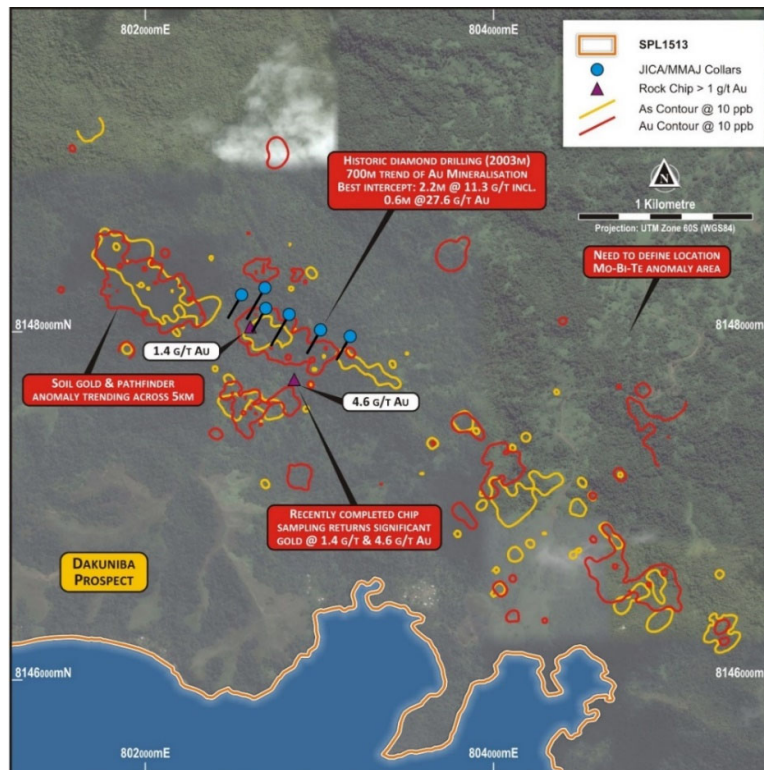 802000mE
804000mE
SPL1513
JICA/MMAJ Collars
Rock Chip > 1 g/t Au
As Contour @ 10 ppb
Au Contour @ 10 ppb
N
1 Kilometre
Projection: UTM Zone 60S (WGS84)
Historic diamond drilling (2003m)
700m trend of Au Mineralisation
Best intercept: 2.2m @ 11.3 g/t incl.
0.6m @27.6 g/t Au
Need to define location
Mo-Bi-Te anomaly area
8148000mN
8148000mN
1.4 g/t Au
Soil gold & pathfinder
anomaly trending across 5km
4.6 g/t Au
Recently completed chip
sampling returns significant
gold @ 1.4 g/t & 4.6 g/t Au
Dakuniba
Prospect
8146000mN
8146000mN
802000mE
804000mE